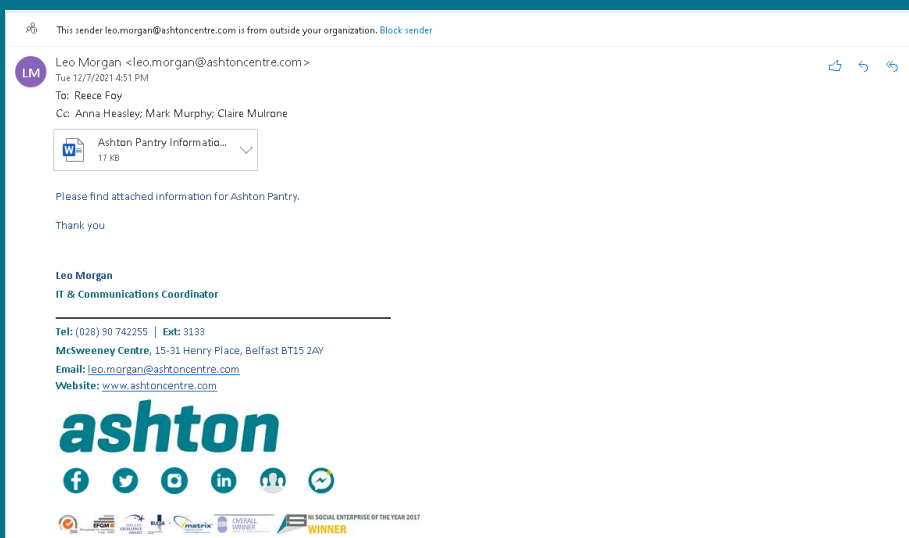 This sender leo.morgan@ashtoncentre.com is from outside your organization. Block sender
LM
Leo Morgan <leo.morgan@ashtoncentre.com>
Tue 12/7/2021 4:51 PM
To: Reece Foy
Cc: Anna Heasley; Mark Murphy; Claire Mulrone
Ashton Pantry Informatio...
17 KB
Please find attached information for Ashton Pantry.
Thank you
Leo Morgan
IT & Communications Coordinator
Tel: (028) 90 742255 | Ext: 3133
McSweeney Centre, 15-31 Henry Place, Belfast BT15 2AY
Email: leo.morgan@ashtoncentre.com
Website: www.ashtoncentre.com
ashton
EFQM
matrix
OVERALL
WINNER
NI SOCIAL ENTERPRISE OF THE YEAR 2017
WINNER